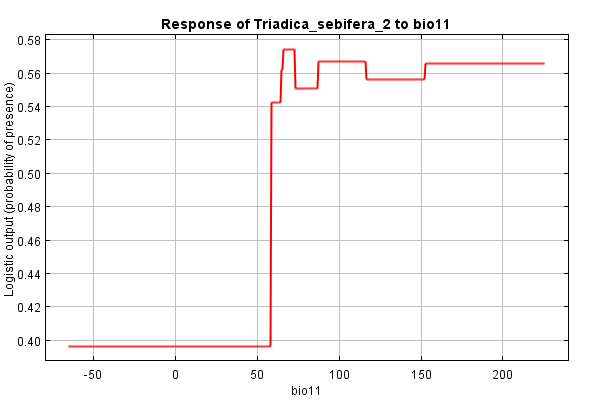 Response of Triadica_sebifera_2 to bio11
Logistic output (probability of presence)
0.58
0.56
0.54
0.52
0.50
0.48
0.46
0.44
0.42
0.40
-50 0 50 100 150 200
bio11